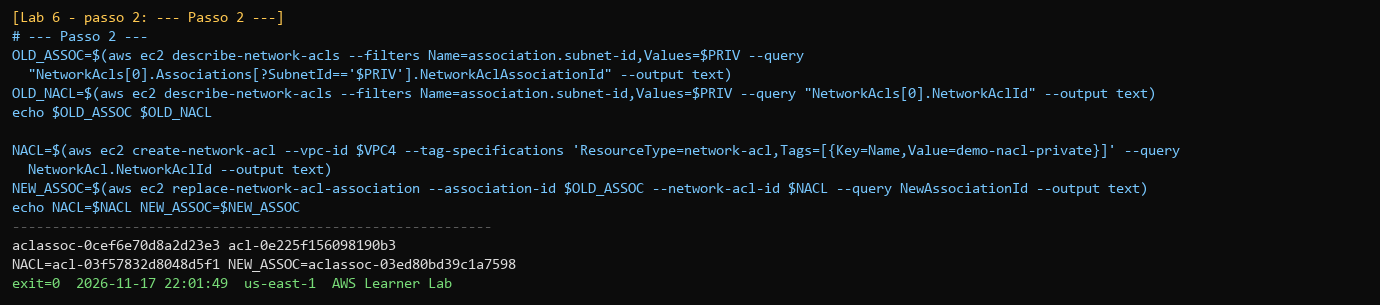 [Lab 6 - passo 2: --- Passo 2 ---]
# --- Passo 2 ---
OLD_ASSOC=$(aws ec2 describe-network-acls --filters Name=association.subnet-id,Values=$PRIV --query
"NetworkAcls[0].Associations[?SubnetId=='$PRIV'].NetworkAclAssociationId" --output text)
OLD_NACL=$(aws ec2 describe-network-acls --filters Name=association.subnet-id,Values=$PRIV --query "NetworkAcls[0].NetworkAclId" --output text)
echo $OLD_ASSOC $OLD_NACL
NACL=$(aws ec2 create-network-acl --vpc-id $VPC4 --tag-specifications 'ResourceType=network-acl,Tags=[{Key=Name,Value=demo-nacl-private}]' --query
NetworkAcl.NetworkAclId --output text)
NEW_ASSOC=$(aws ec2 replace-network-acl-association --association-id $OLD_ASSOC --network-acl-id $NACL --query NewAssociationId --output text)
echo NACL=$NACL NEW_ASSOC=$NEW_ASSOC
------------------------------------------------------------
aclassoc-0cef6e70d8a2d23e3 acl-0e225f156098190b3
NACL=acl-03f57832d8048d5f1 NEW_ASSOC=aclassoc-03ed80bd39c1a7598
exit=0  2026-11-17 22:01:49  us-east-1  AWS Learner Lab